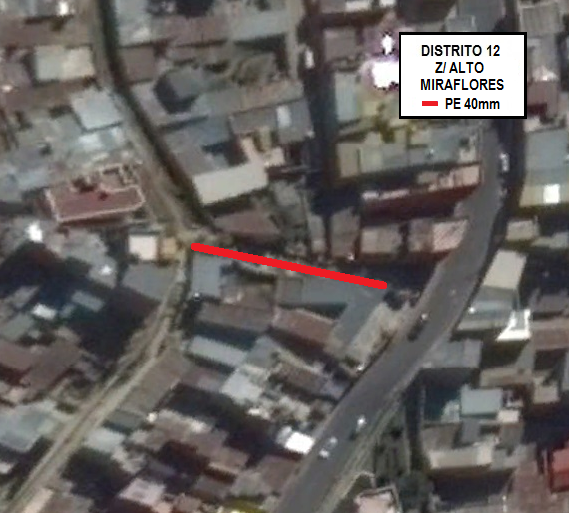 DISTRITO 12
Z/ ALTO
MIRAFLORES
PE 40mm